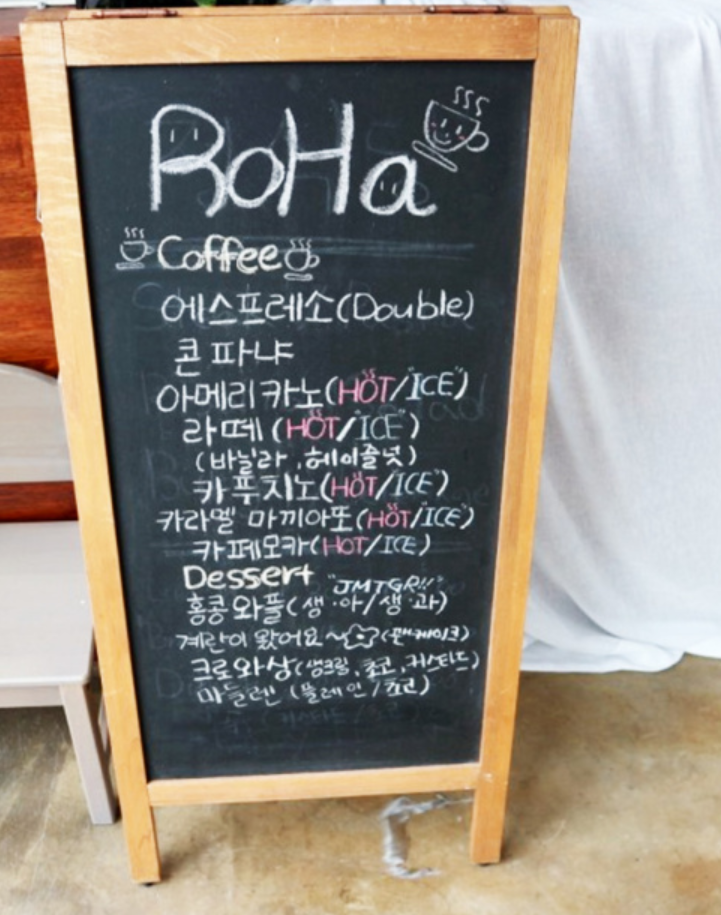 RoHa
Coffee
에스프레소(Double)
콘 파냐
아메리카노(HOT/"ICE")
라떼 (HOT/"ICE")
(바닐라, 헤이즐넛)
카푸치노(HOT/ICE")
카라멜 마끼아또(HOT/"ICE")
카페모카(HOT/ICE)
Dessert "JMTGR!!"
홍콩와플(생·아/생·과)
계란이 왔어요~(팬케이크)
크로와상(생크림, 초코, 커스타드)
마들렌 (플레인/초코)